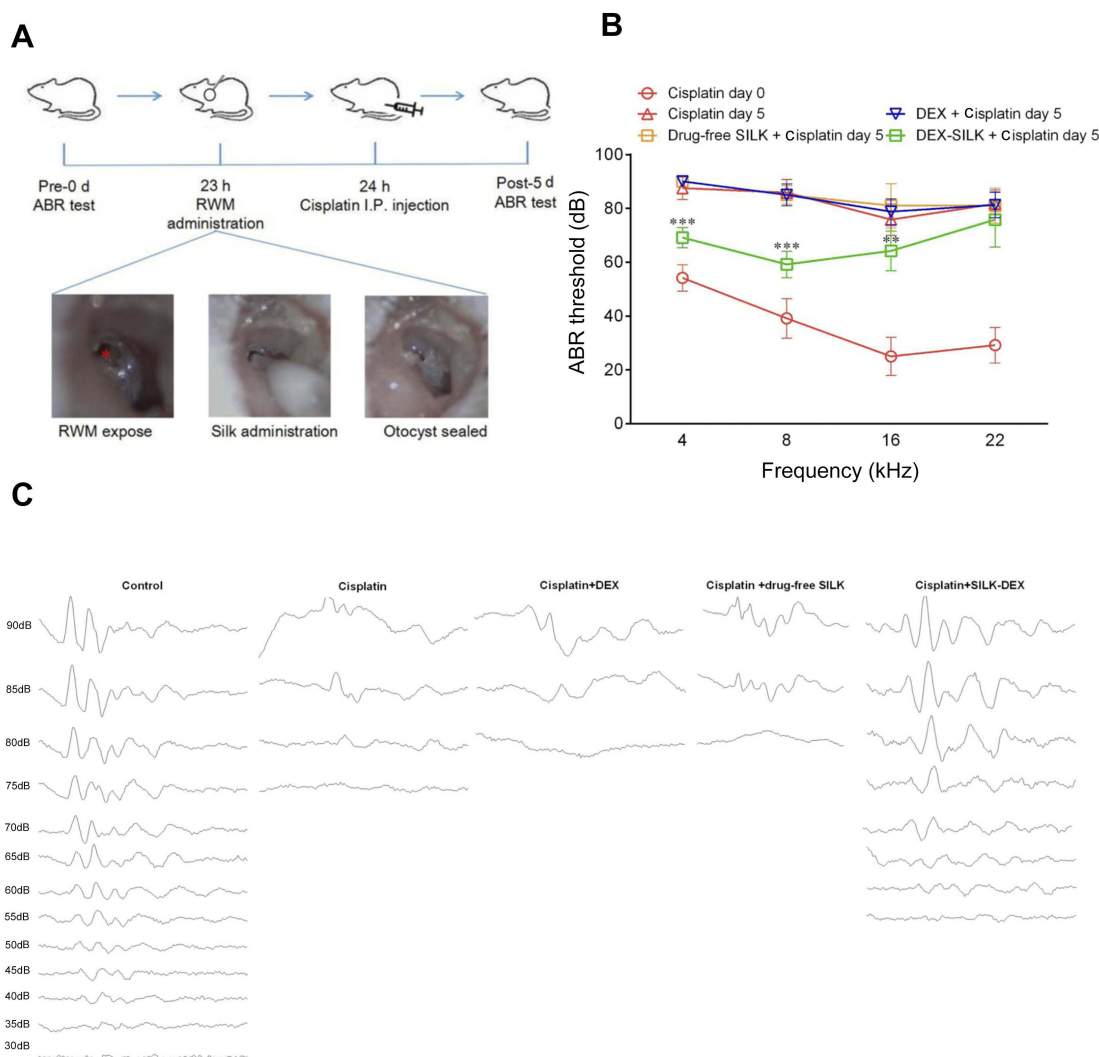 A
Pre-0 d
ABR test
23 h
RWM
administration
24 h
Cisplatin I.P. injection
Post-5 d
ABR test
*
RWM expose
Silk administration
Otocyst sealed
B
Cisplatin day 0
Cisplatin day 5
DEX + cisplatin day 5
Drug-free SILK + cisplatin day 5
DEX-SILK + cisplatin day 5
ABR threshold (dB)
100
80
60
40
20
0
***
***
**
4 8 16 22
Frequency (kHz)
C
Control Cisplatin Cisplatin+DEX Cisplatin +drug-free SILK Cisplatin+SILK-DEX
90dB
85dB
80dB
75dB
70dB
65dB
60dB
55dB
50dB
45dB
40dB
35dB
30dB